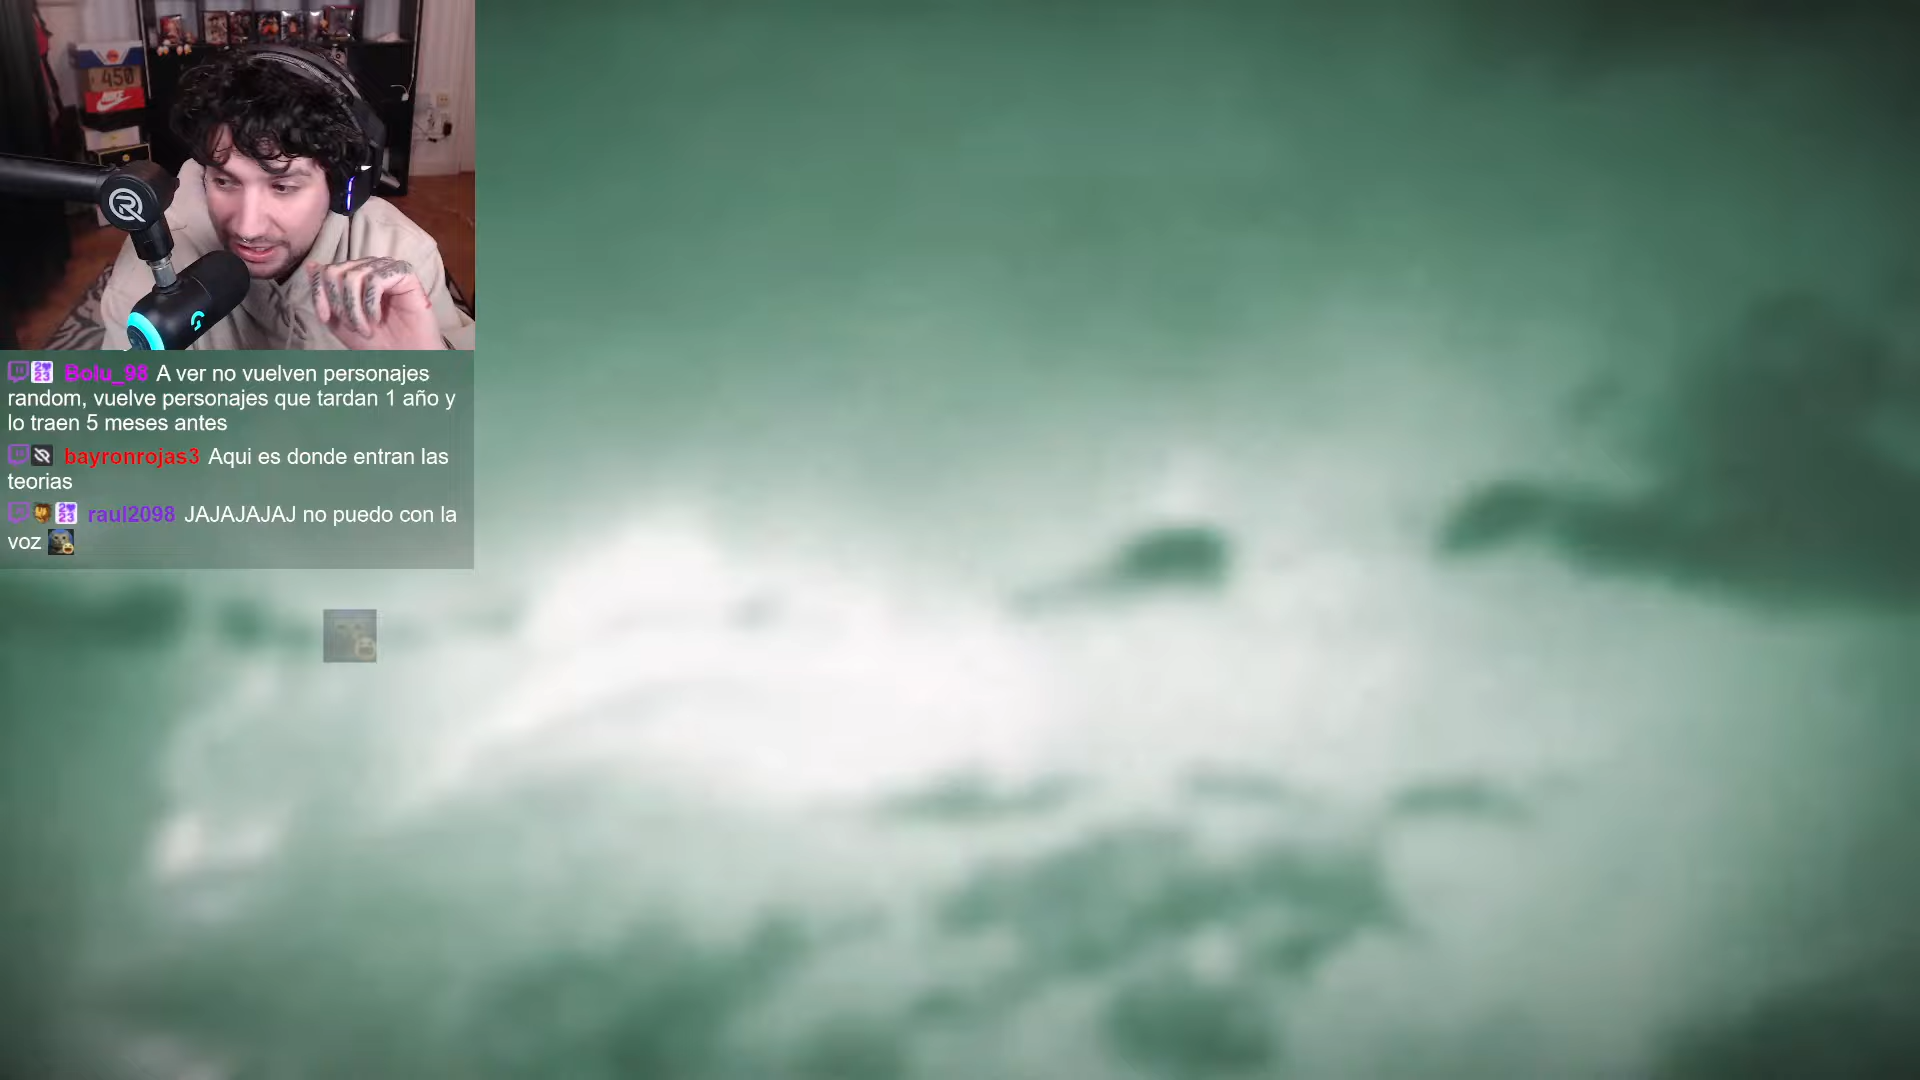 450
NIKE
Bolu_98 A ver no vuelven personajes
random, vuelve personajes que tardan 1 año y
lo traen 5 meses antes
bayronrojas3 Aqui es donde entran las
teorias
raul2098 JAJAJAJAJ no puedo con la
voz